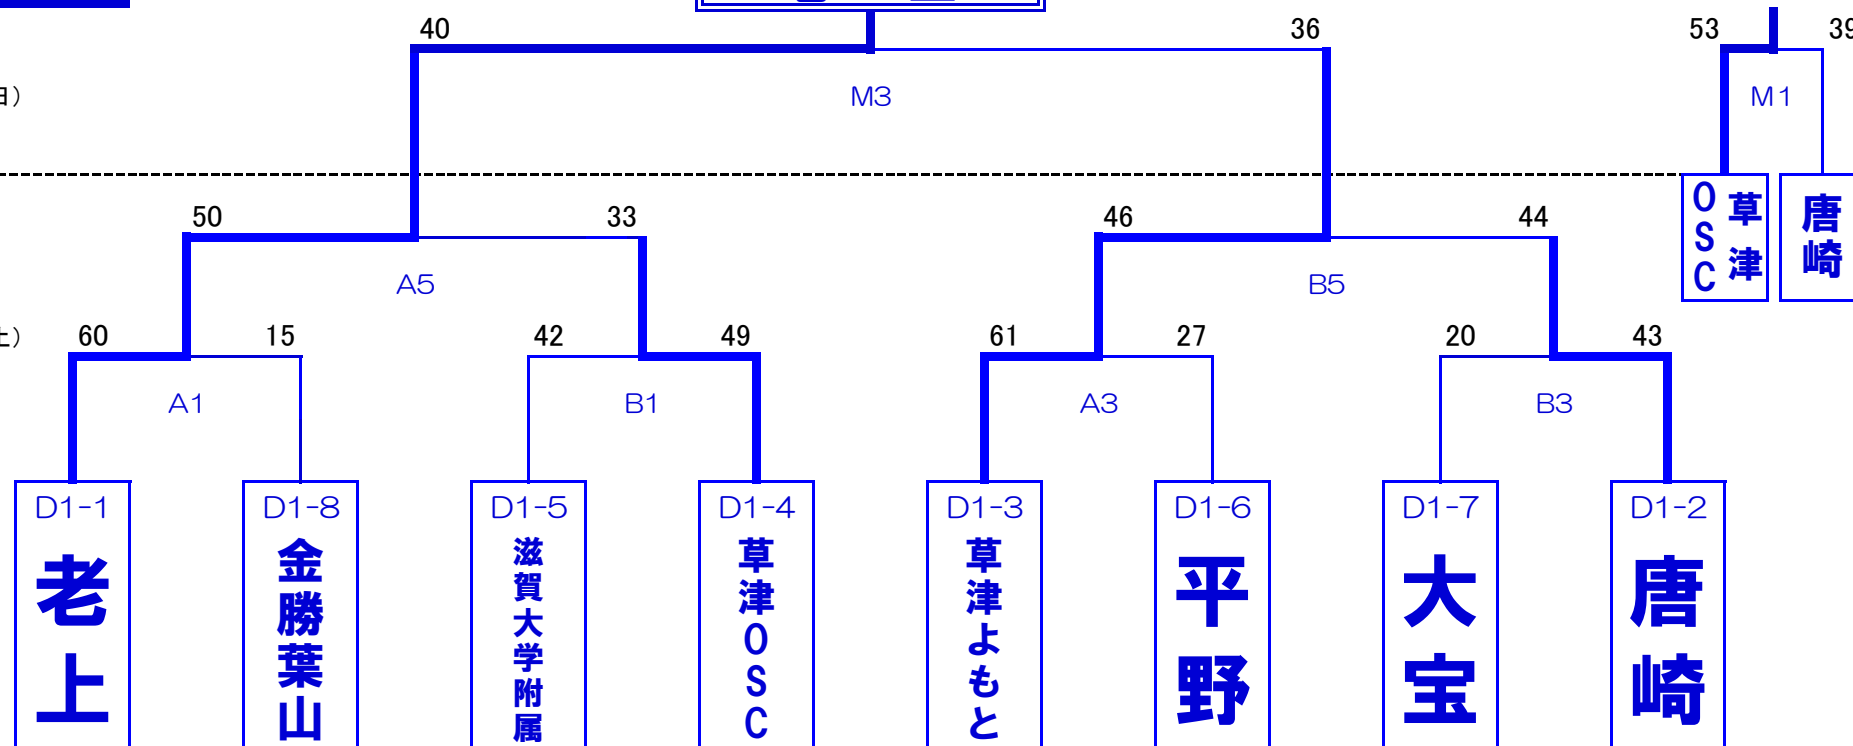 40
36
53
39
日）
M3
M1
草津
OSC
唐崎
50
33
46
44
A5
B5
土）
60
15
42
49
61
27
20
43
A1
B1
A3
B3
D1-1
D1-8
D1-5
D1-4
D1-3
D1-6
D1-7
D1-2
老上
金勝葉山
滋賀大学附属
草津OSC
草津よもと
平野
大宝
唐崎